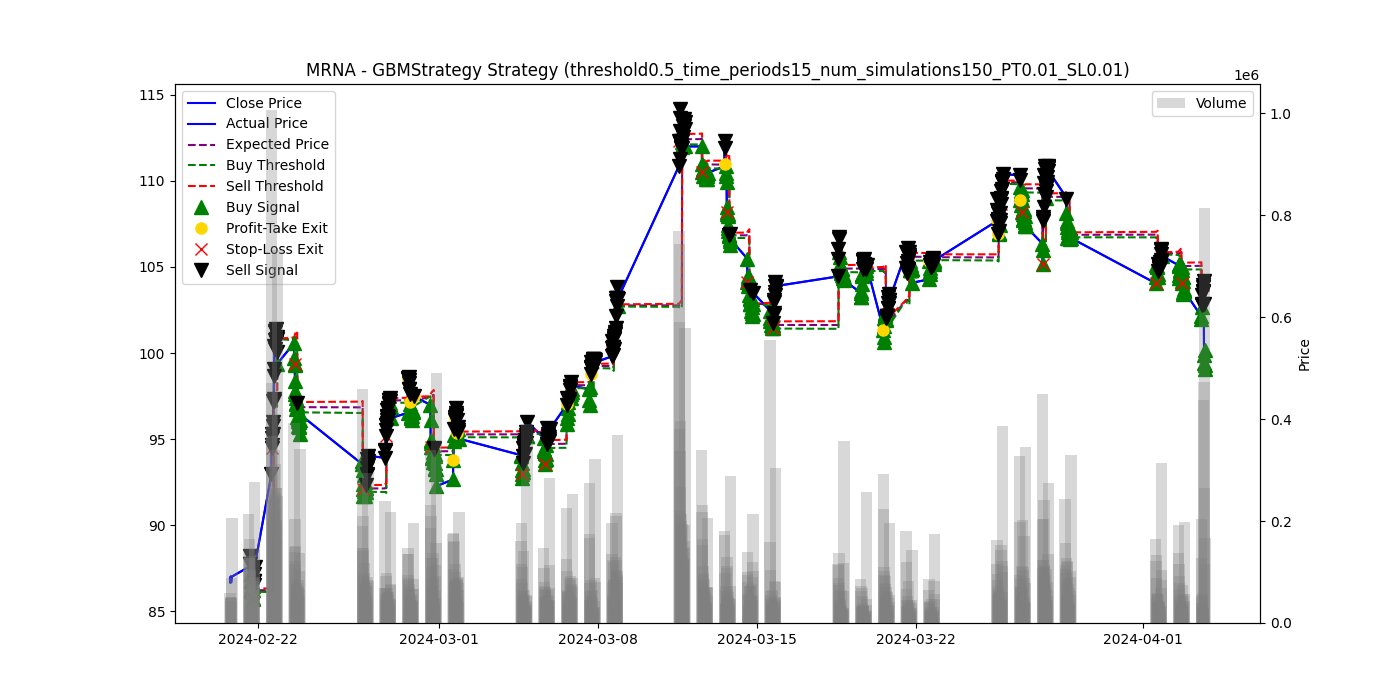 MRNA - GBMStrategy Strategy (threshold0.5_time_periods15_num_simulations150_PT0.01_SL0.01)
1e6
115
110
105
100
95
90
85
Close Price
Actual Price
Expected Price
Buy Threshold
Sell Threshold
Buy Signal
Profit-Take Exit
Stop-Loss Exit
Sell Signal
Volume
1.0
0.8
0.6
0.4
0.2
0.0
Price
2024-02-22
2024-03-01
2024-03-08
2024-03-15
2024-03-22
2024-04-01